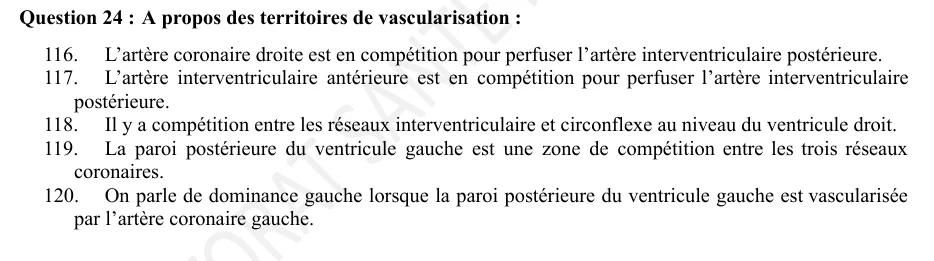 Question 24 : A propos des territoires de vascularisation :
116. L'artère coronaire droite est en compétition pour perfuser l'artère interventriculaire postérieure.
117. L'artère interventriculaire antérieure est en compétition pour perfuser l'artère interventriculaire
postérieure.
118. Il y a compétition entre les réseaux interventriculaire et circonflexe au niveau du ventricule droit.
119. La paroi postérieure du ventricule gauche est une zone de compétition entre les trois réseaux
coronaires.
120. On parle de dominance gauche lorsque la paroi postérieure du ventricule gauche est vascularisée
par l'artère coronaire gauche.